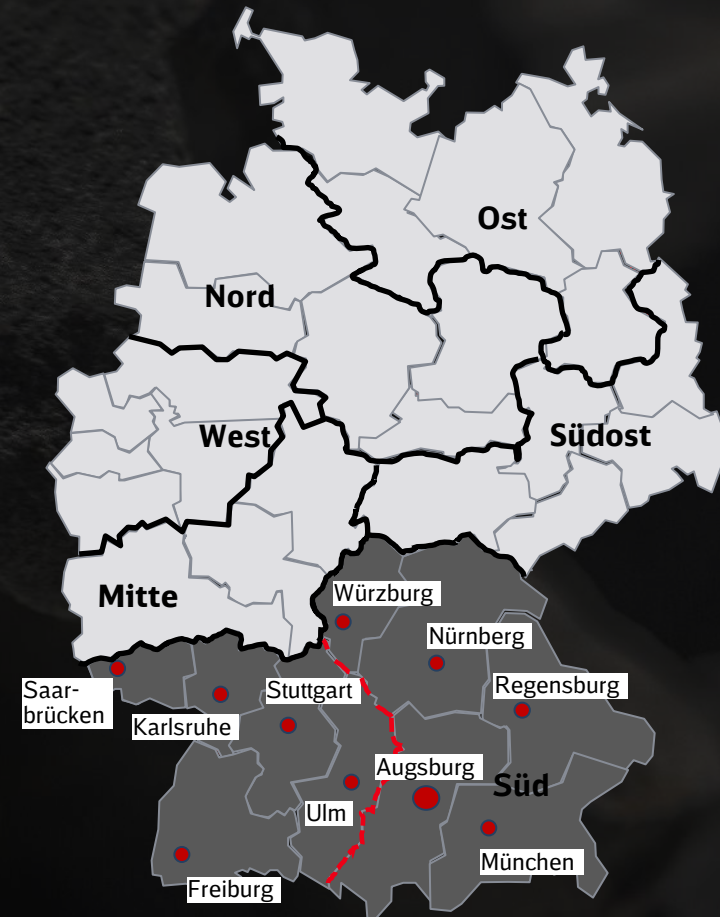 Ost
Nord
West
Südost
Mitte
Würzburg
Nürnberg
Saar-
brücken
Stuttgart
Regensburg
Karlsruhe
Augsburg
Süd
Ulm
München
Freiburg